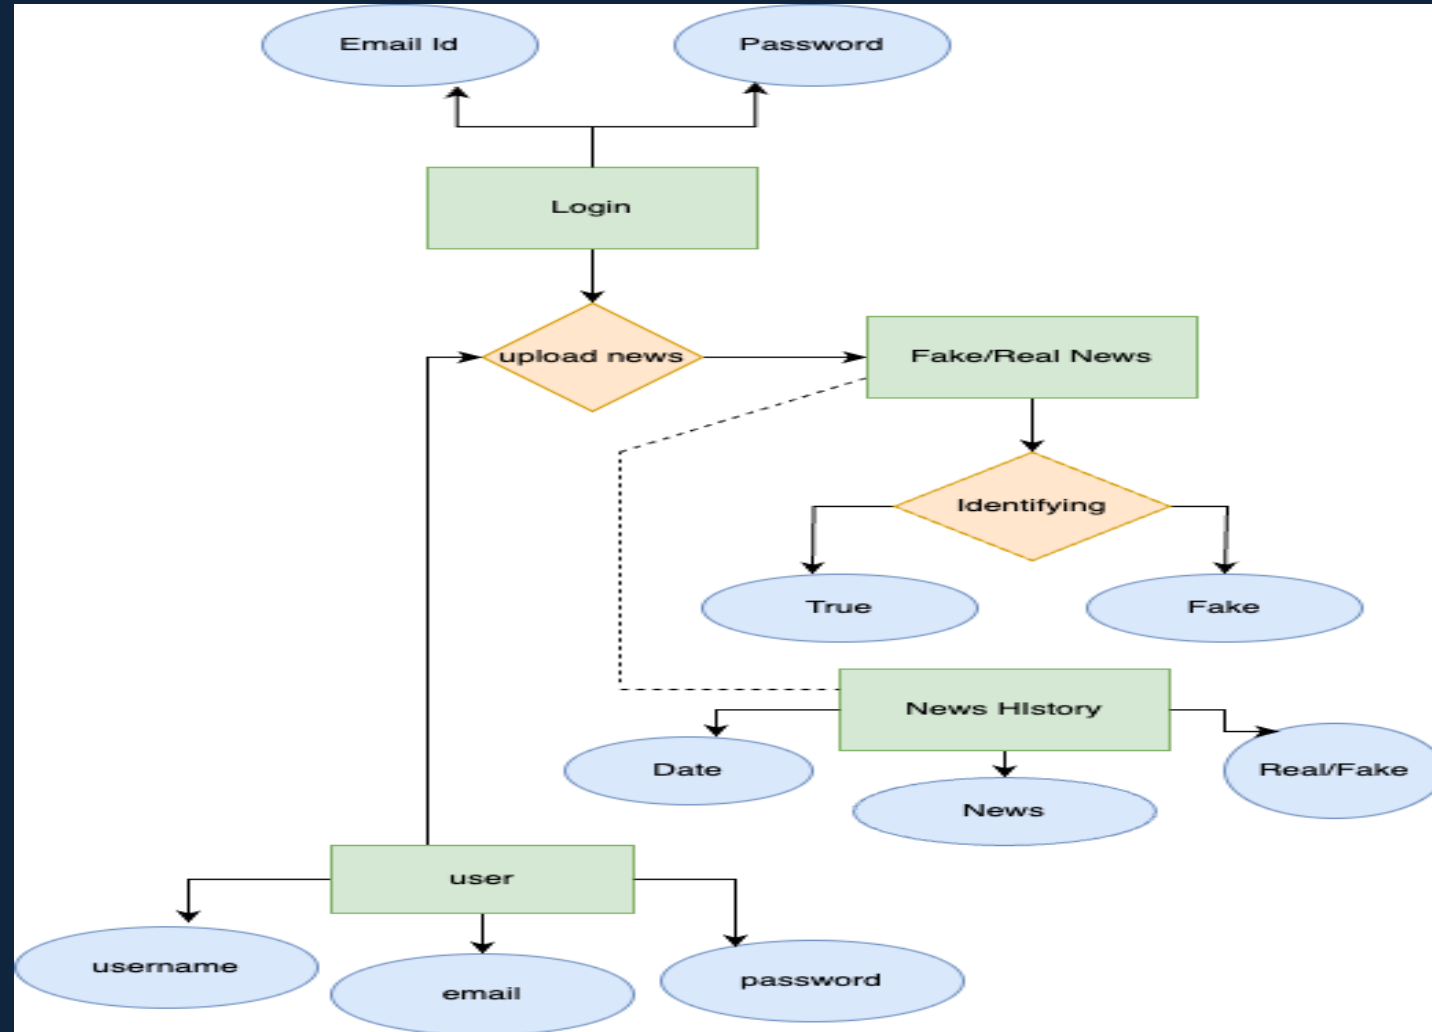 Email Id
Password
Login
upload news
Fake/Real News
Identifying
True
Fake
News HIstory
Date
News
Real/Fake
user
username
email
password